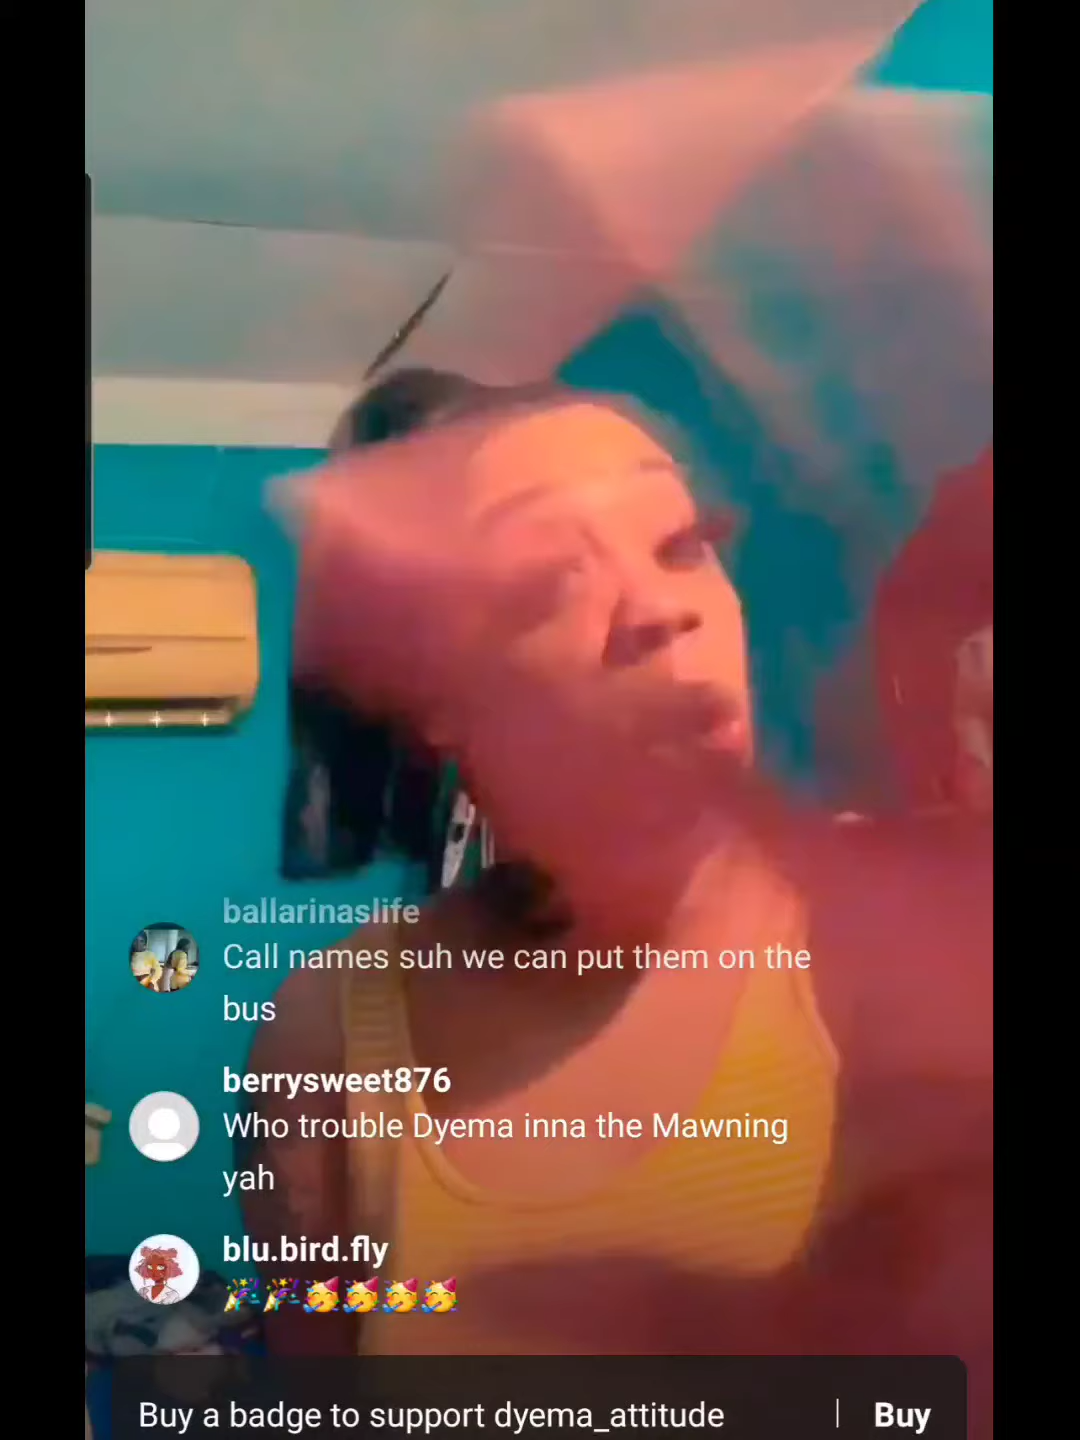 ballarinaslife
Call names suh we can put them on the
bus
berrysweet876
Who trouble Dyema inna the Mawning
yah
blu.bird.fly
🎉🎉🥳🥳🥳🥳
Buy a badge to support dyema_attitude | Buy